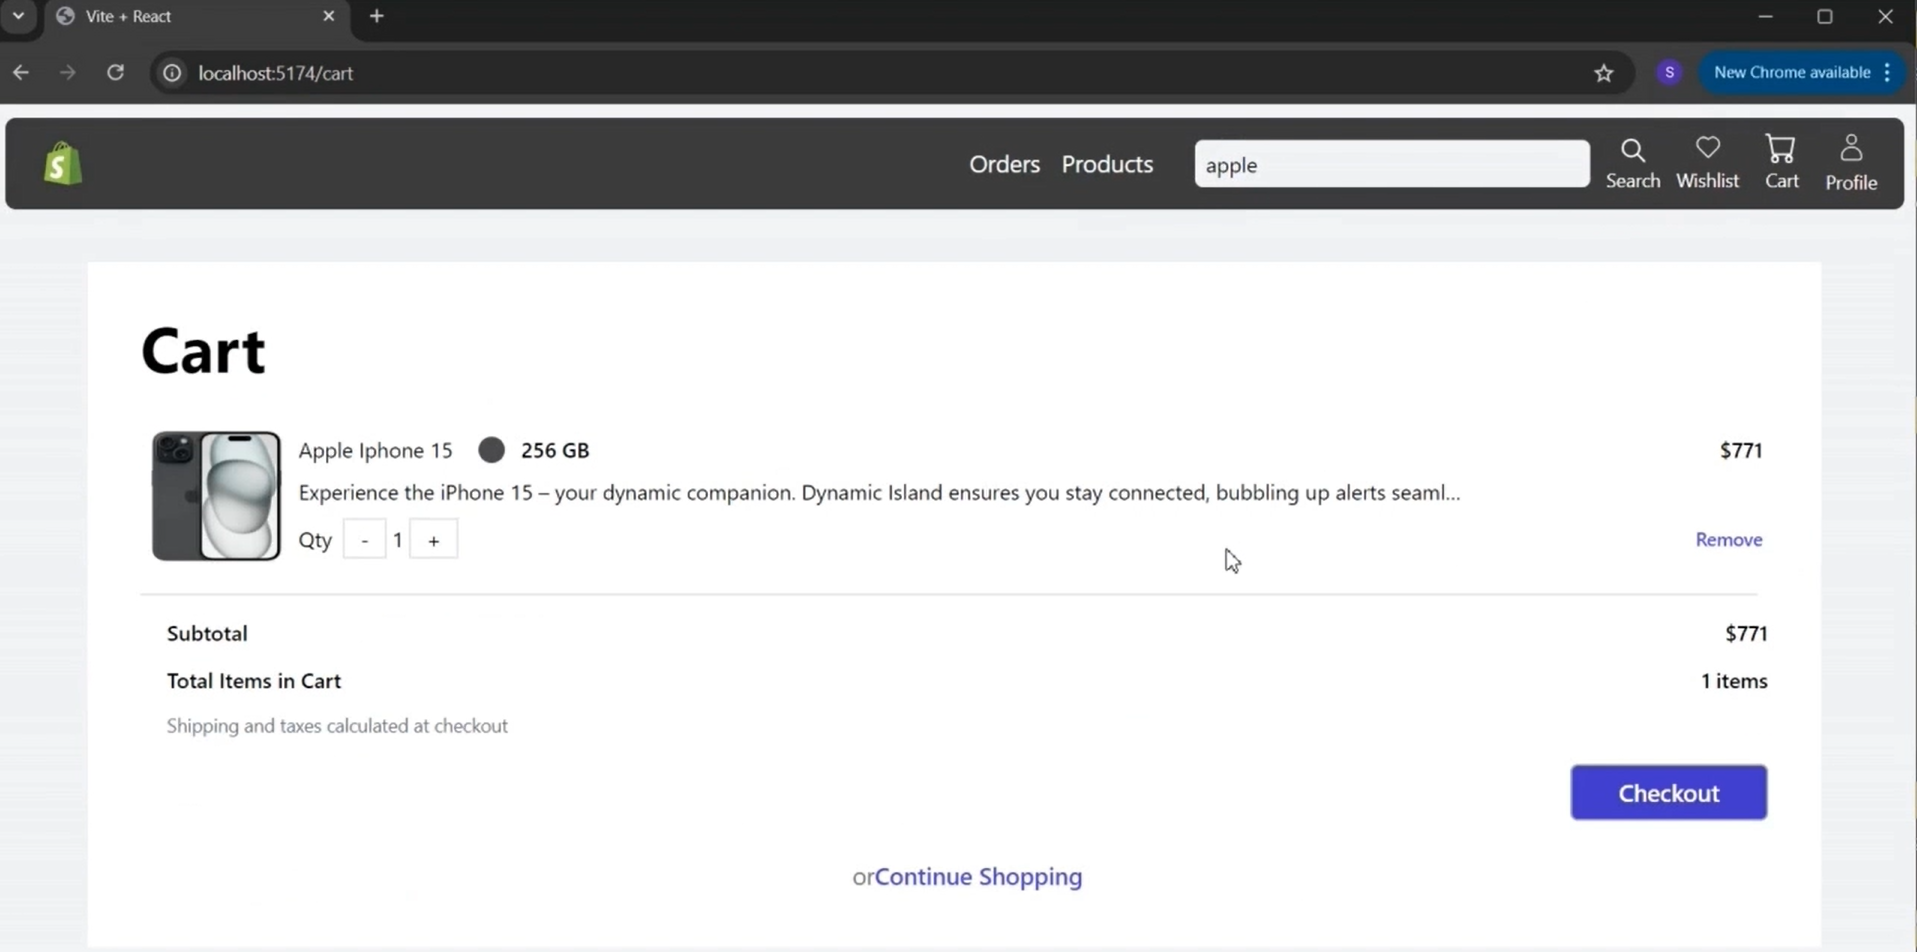 Vite + React
localhost:5174/cart
S
New Chrome available
S
Orders Products apple Search Wishlist Cart Profile
Cart
Apple Iphone 15 256 GB $771
Experience the iPhone 15 – your dynamic companion. Dynamic Island ensures you stay connected, bubbling up alerts seaml...
Qty - 1 + Remove
Subtotal $771
Total Items in Cart 1 items
Shipping and taxes calculated at checkout
Checkout
orContinue Shopping